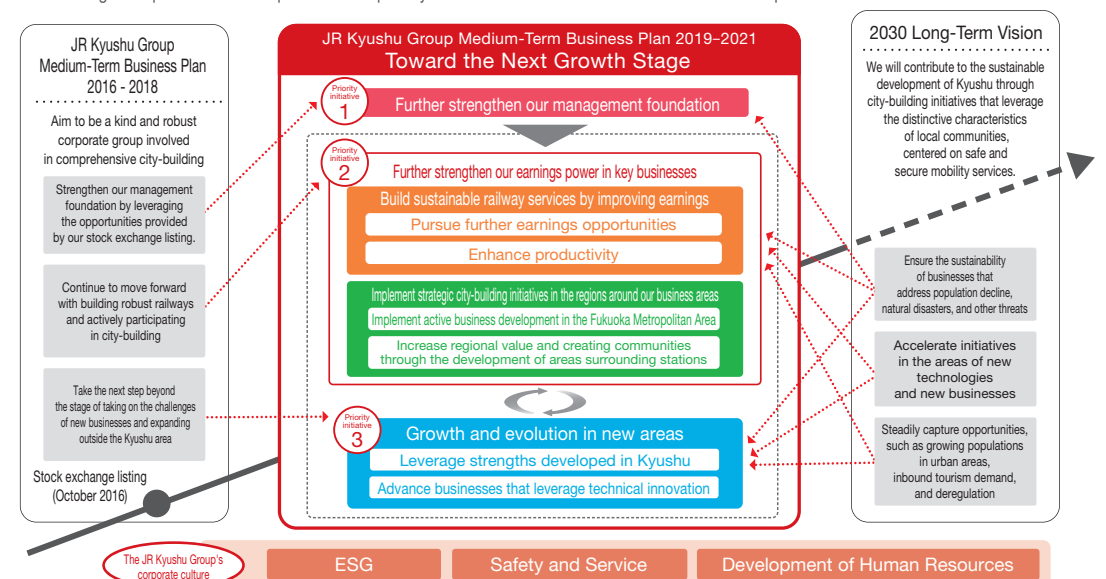 JR Kyushu Group
Medium-Term Business Plan
2016 - 2018
Aim to be a kind and robust
corporate group involved
in comprehensive city-building
Strengthen our management
foundation by leveraging
the opportunities provided
by our stock exchange listing.
Continue to move forward
with building robust railways
and actively participating
in city-building
Take the next step beyond
the stage of taking on the challenges
of new businesses and expanding
outside the Kyushu area
Stock exchange listing
(October 2016)
JR Kyushu Group Medium-Term Business Plan 2019–2021
Toward the Next Growth Stage
Priority
initiative
1
Further strengthen our management foundation
Priority
initiative
2
Further strengthen our earnings power in key businesses
Build sustainable railway services by improving earnings
Pursue further earnings opportunities
Enhance productivity
Implement strategic city-building initiatives in the regions around our business areas
Implement active business development in the Fukuoka Metropolitan Area
Increase regional value and creating communities
through the development of areas surrounding stations
Priority
initiative
3
Growth and evolution in new areas
Leverage strengths developed in Kyushu
Advance businesses that leverage technical innovation
2030 Long-Term Vision
We will contribute to the sustainable
development of Kyushu through
city-building initiatives that leverage
the distinctive characteristics
of local communities,
centered on safe and
secure mobility services.
Ensure the sustainability
of businesses that
address population decline,
natural disasters, and other threats
Accelerate initiatives
in the areas of new
technologies
and new businesses
Steadily capture opportunities,
such as growing populations
in urban areas,
inbound tourism demand,
and deregulation
The JR Kyushu Group's
corporate culture
ESG
Safety and Service
Development of Human Resources